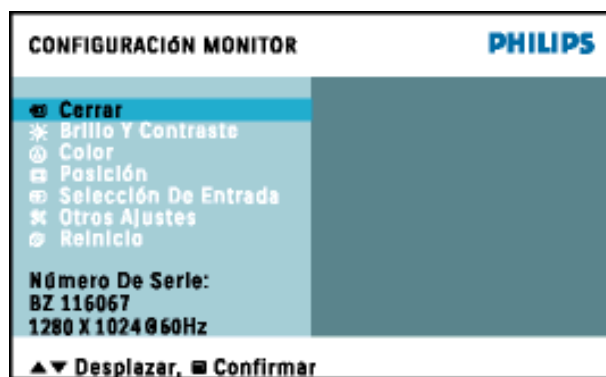 CONFIGURACIÓN MONITOR
PHILIPS
Cerrar
Brillo Y Contraste
Color
Posición
Selección De Entrada
Otros Ajustes
Reinicio
Número De Serie:
BZ 116067
1280 X 1024@60Hz
▲▼ Desplazar, Confirmar